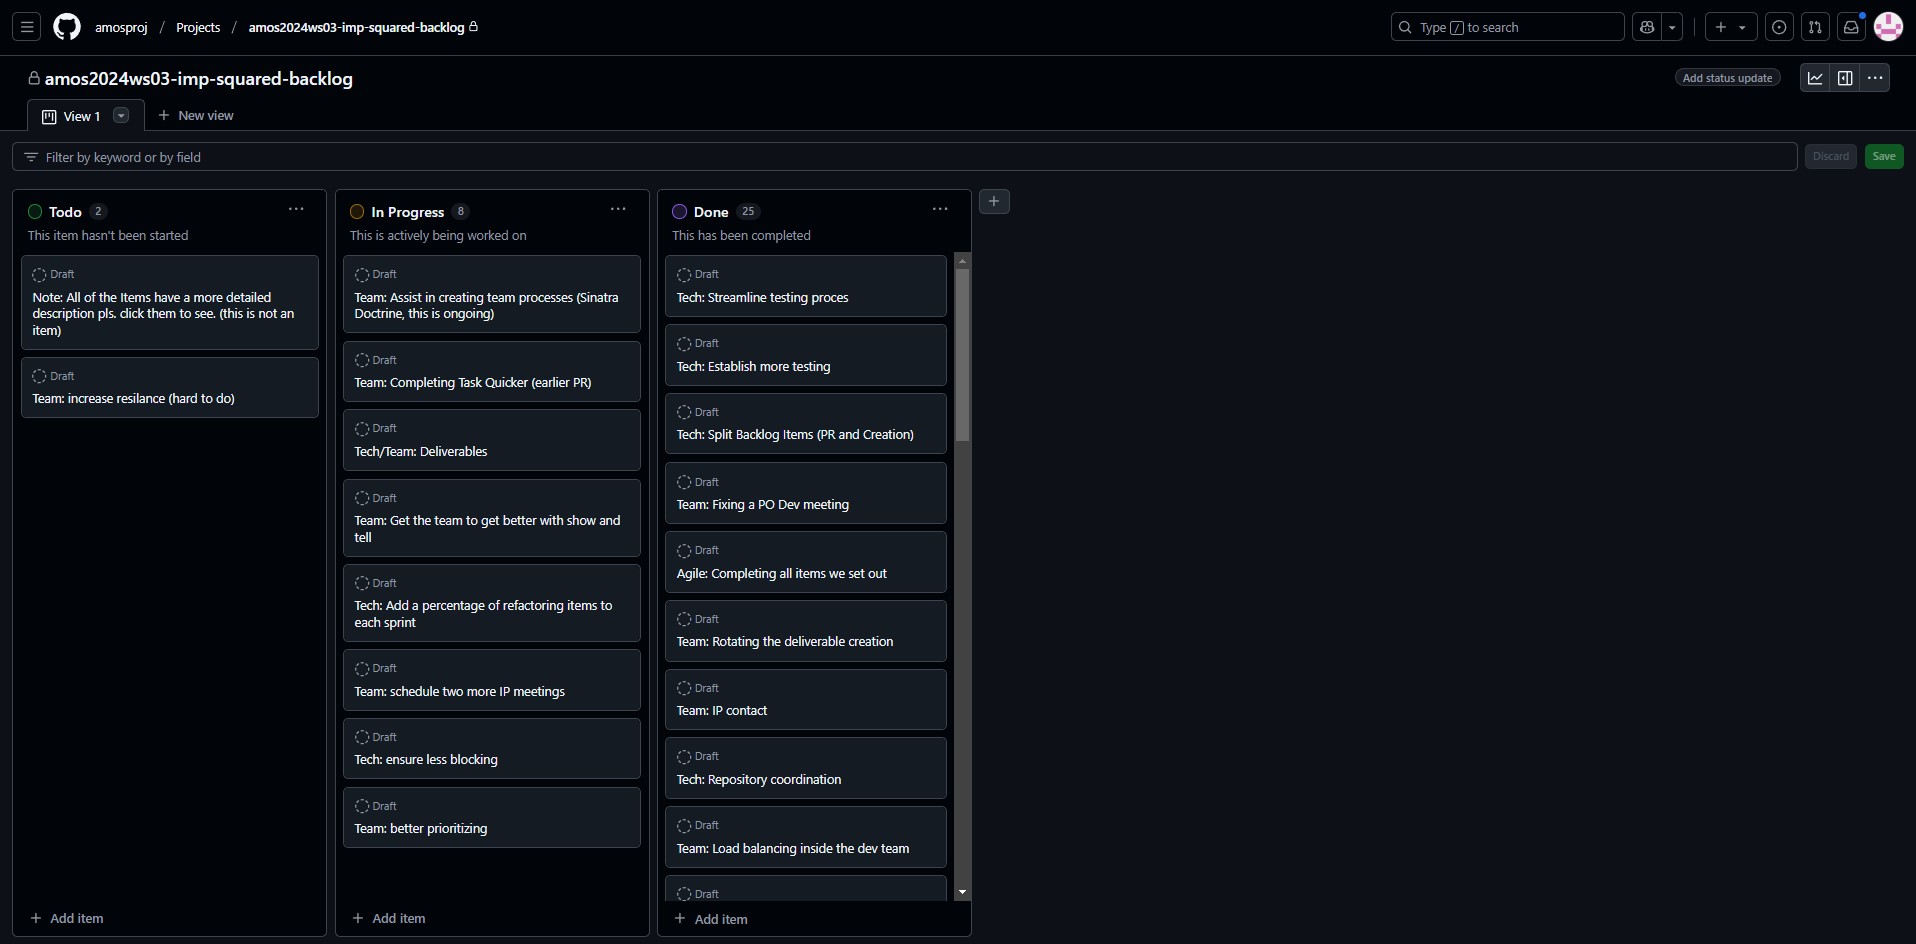 amosproj / Projects / amos2024ws03-imp-squared-backlog
Type / to search
amos2024ws03-imp-squared-backlog
Add status update
View 1
New view
Filter by keyword or by field
Discard
Save
Todo 2
This item hasn't been started
Draft
Note: All of the Items have a more detailed
description pls. click them to see. (this is not an
item)
Draft
Team: increase resilance (hard to do)
Add item
In Progress 8
This is actively being worked on
Draft
Team: Assist in creating team processes (Sinatra
Doctrine, this is ongoing)
Draft
Team: Completing Task Quicker (earlier PR)
Draft
Tech/Team: Deliverables
Draft
Team: Get the team to get better with show and
tell
Draft
Tech: Add a percentage of refactoring items to
each sprint
Draft
Team: schedule two more IP meetings
Draft
Tech: ensure less blocking
Draft
Team: better prioritizing
Add item
Done 25
This has been completed
Draft
Tech: Streamline testing proces
Draft
Tech: Establish more testing
Draft
Tech: Split Backlog Items (PR and Creation)
Draft
Team: Fixing a PO Dev meeting
Draft
Agile: Completing all items we set out
Draft
Team: Rotating the deliverable creation
Draft
Team: IP contact
Draft
Tech: Repository coordination
Draft
Team: Load balancing inside the dev team
Draft
Add item